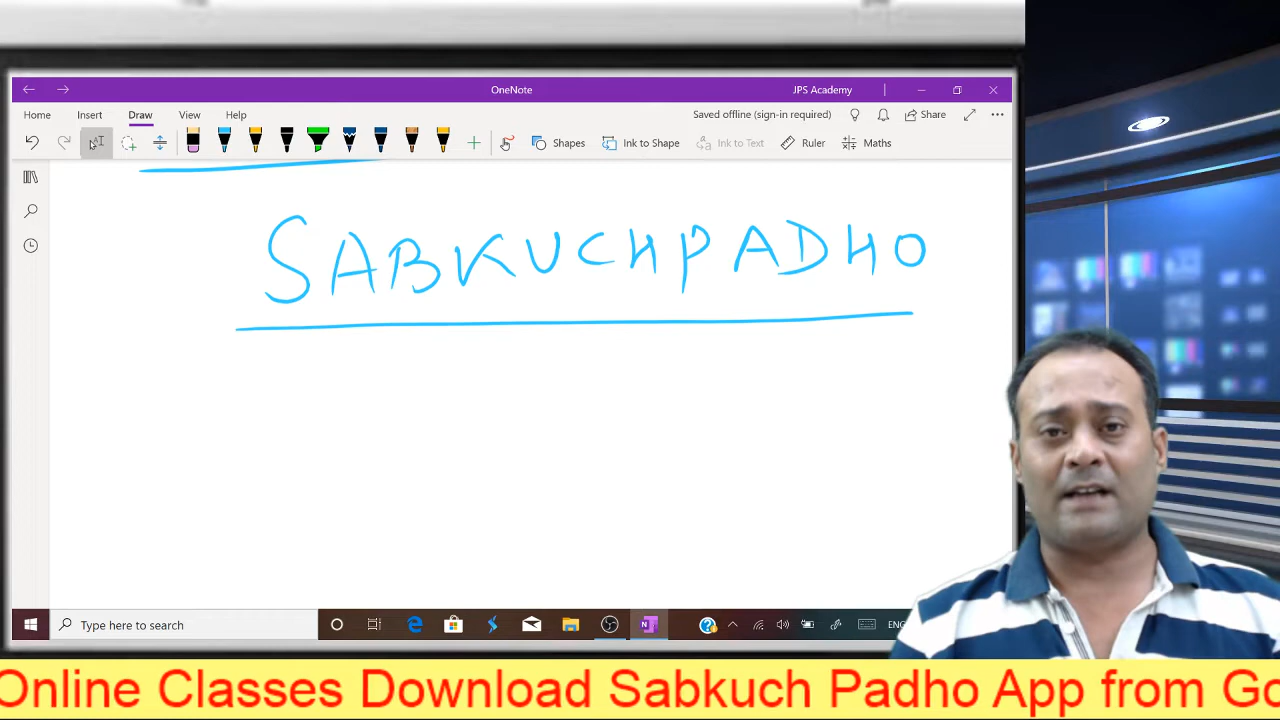 OneNote
JPS Academy
Home Insert Draw View Help
Saved offline (sign-in required)
Share
Shapes
Ink to Shape
Ink to Text
Ruler
Maths
SABKUCHPADHO
Type here to search
ENG
Online Classes Download Sabkuch Padho App from Go